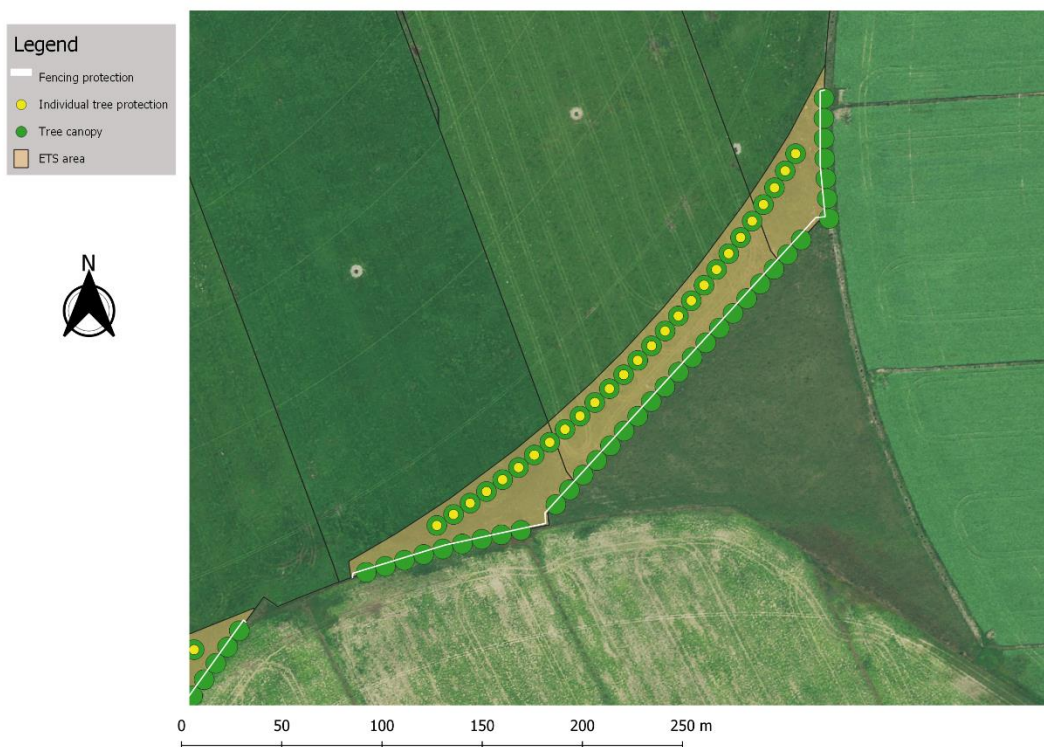 Legend
Fencing protection
Individual tree protection
Tree canopy
ETS area
N
0 50 100 150 200 250 m